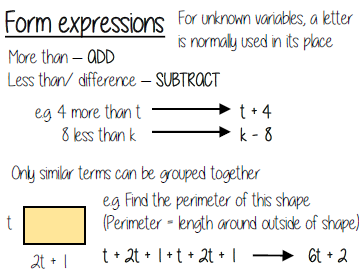 Form expressions
For unknown variables, a letter
is normally used in its place
More than – ADD
Less than/ difference – SUBTRACT
e.g. 4 more than t → t + 4
8 less than k → k - 8
Only similar terms can be grouped together
e.g. Find the perimeter of this shape
(Perimeter = length around outside of shape)
t
2t + 1
t + 2t + 1 + t + 2t + 1 → 6t + 2